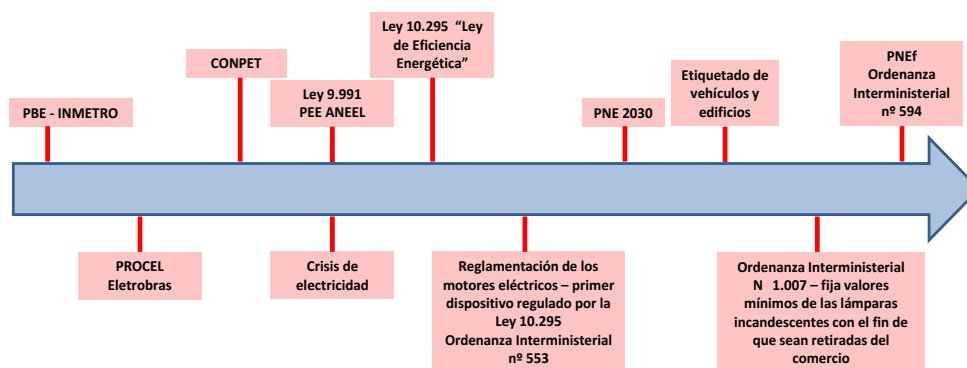 Ley 10.295 “Ley
de Eficiencia
Energética”
PNEf
Ordenanza
Interministerial
nº 594
CONPET
Etiquetado de
vehículos y
edificios
Ley 9.991
PEE ANEEL
PBE - INMETRO
PNE 2030
PROCEL
Eletrobras
Crisis de
electricidad
Reglamentación de los
motores eléctricos – primer
dispositivo regulado por la
Ley 10.295
Ordenanza Interministerial
nº 553
Ordenanza Interministerial
N 1.007 – fija valores
mínimos de las lámparas
incandescentes con el fin de
que sean retiradas del
comercio